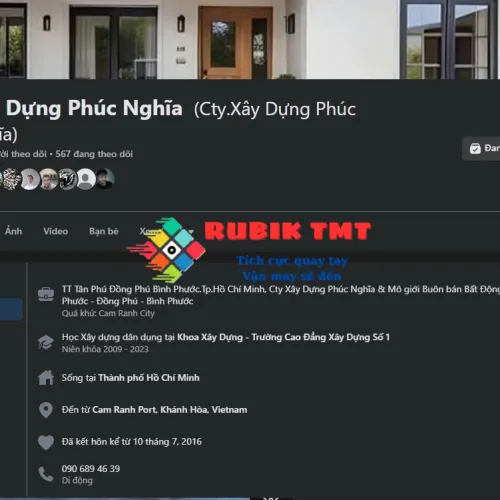 Dựng Phúc Nghĩa (Cty.Xây Dựng Phúc
ĩa)
ười theo dõi • 567 đang theo dõi
Đan
Ảnh Video Bạn bè
RUBIK TMT
Tích cực quay tay
Vận may sẽ đến
TT Tân Phú Đồng Phú Bình Phước.Tp.Hồ Chí Minh, Cty Xây Dựng Phúc Nghĩa & Mô giới Buôn bán Bất Động
Phước - Đồng Phú - Bình Phước
Quá khứ: Cam Ranh City
Học Xây dựng dân dụng tại Khoa Xây Dựng - Trường Cao Đẳng Xây Dựng Số 1
Niên khóa 2009 - 2023
Sống tại Thành phố Hồ Chí Minh
Đến từ Cam Ranh Port, Khánh Hòa, Vietnam
Đã kết hôn kể từ 10 tháng 7, 2016
090 689 46 39
Di động